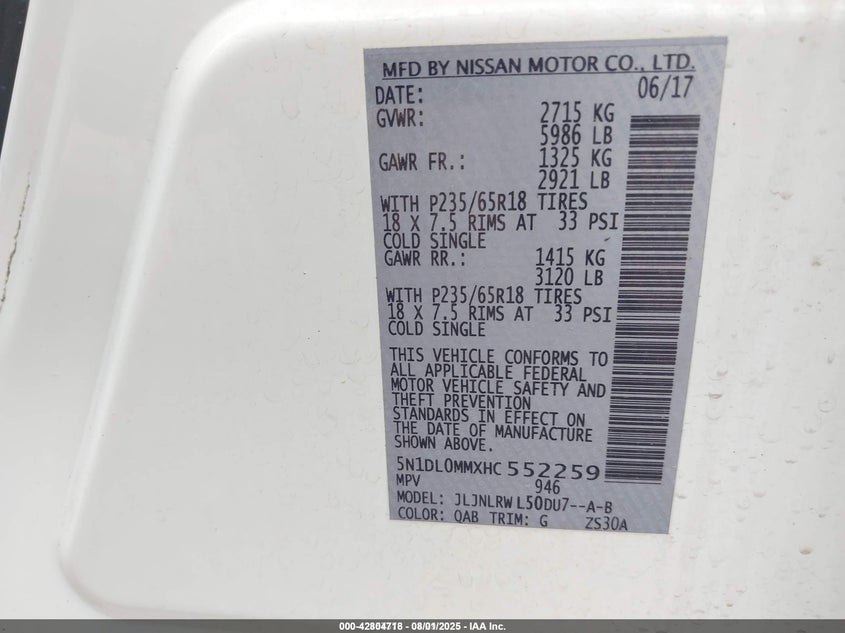 MFD BY NISSAN MOTOR CO., LTD.
DATE: 06/17
GVWR: 2715 KG
5986 LB
GAWR FR.: 1325 KG
2921 LB
WITH P235/65R18 TIRES
18 X 7.5 RIMS AT 33 PSI
COLD SINGLE
GAWR RR.: 1415 KG
3120 LB
WITH P235/65R18 TIRES
18 X 7.5 RIMS AT 33 PSI
COLD SINGLE
THIS VEHICLE CONFORMS TO
ALL APPLICABLE FEDERAL
MOTOR VEHICLE SAFETY AND
THEFT PREVENTION
STANDARDS IN EFFECT ON
THE DATE OF MANUFACTURE
SHOWN ABOVE.
5N1DL0MMXHC 552259
MPV 946
MODEL: JLJNLRW L50DU7--A-B
COLOR: QAB TRIM: G ZS30A
000-42804718 - 08/01/2025 - IAA Inc.